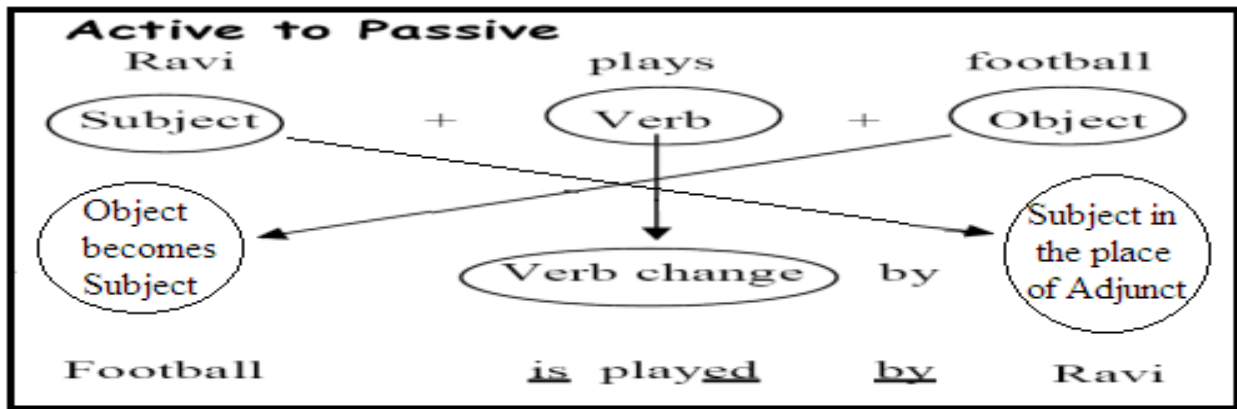 Active to Passive
Ravi plays football
Subject + Verb + Object
Object
becomes
Subject
Verb change by
Subject in
the place
of Adjunct
Football is played by Ravi